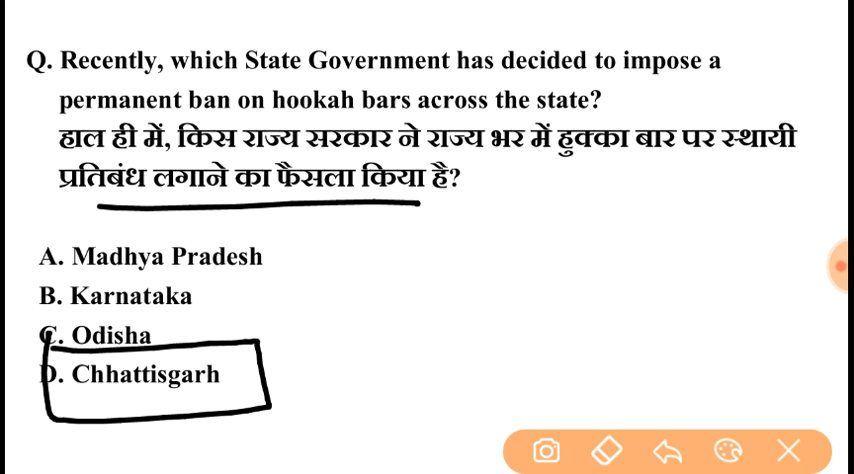 Q. Recently, which State Government has decided to impose a
permanent ban on hookah bars across the state?
हाल ही में, किस राज्य सरकार ने राज्य भर में हुक्का बार पर स्थायी
प्रतिबंध लगाने का फैसला किया है?
A. Madhya Pradesh
B. Karnataka
C. Odisha
D. Chhattisgarh